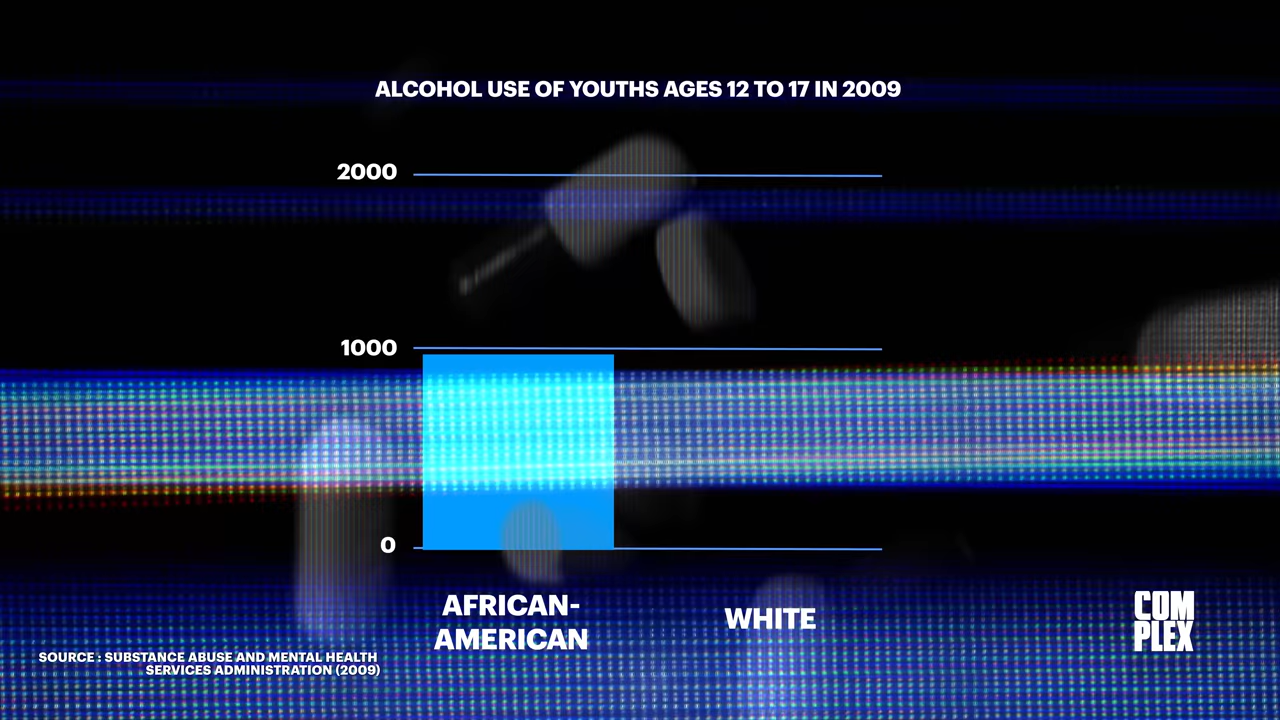 ALCOHOL USE OF YOUTHS AGES 12 TO 17 IN 2009
2000
1000
0
AFRICAN-
AMERICAN
WHITE
COM
PLEX
SOURCE : SUBSTANCE ABUSE AND MENTAL HEALTH
SERVICES ADMINISTRATION (2009)